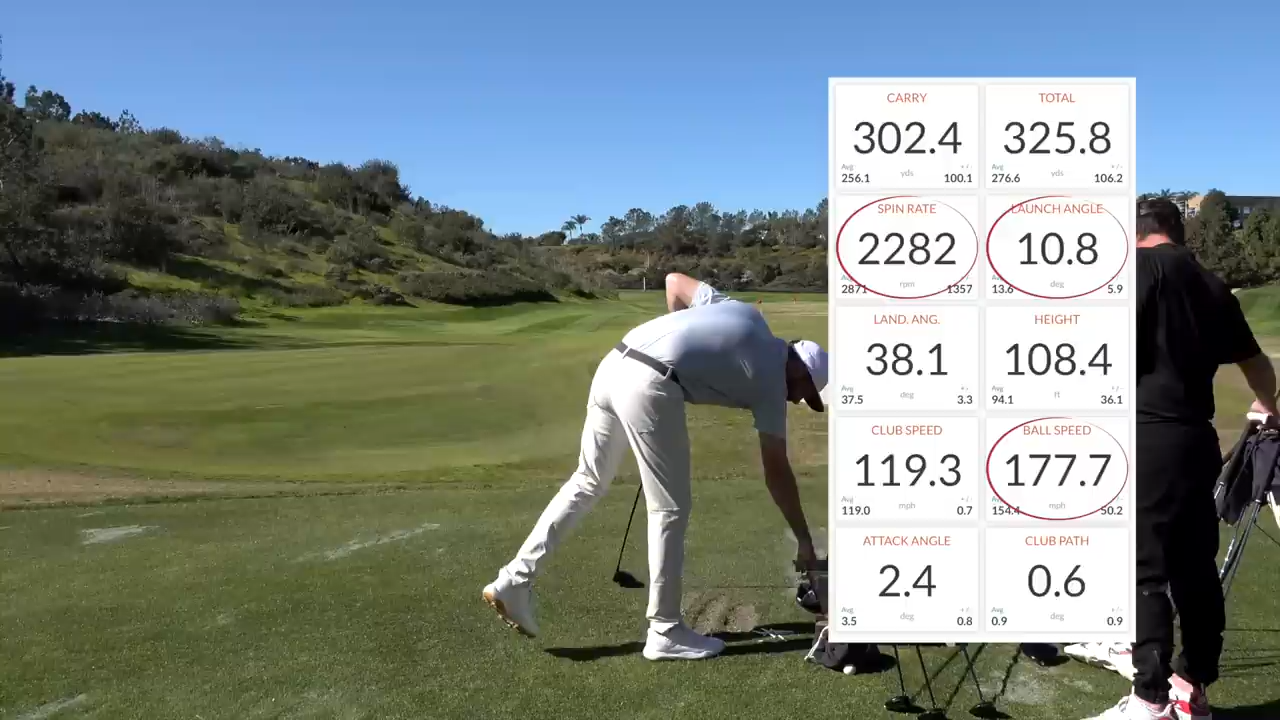 CARRY TOTAL
302.4 325.8
Avg yds +/- Avg yds +/-
256.1 100.1 276.6 106.2
SPIN RATE LAUNCH ANGLE
2282 10.8
2871 rpm 1357 13.6 deg 5.9
LAND. ANG. HEIGHT
38.1 108.4
Avg deg +/- Avg ft +/-
37.5 3.3 94.1 36.1
CLUB SPEED BALL SPEED
119.3 177.7
Avg mph +/- mph
119.0 0.7 154.4 50.2
ATTACK ANGLE CLUB PATH
2.4 0.6
Avg deg +/- Avg deg +/-
3.5 0.8 0.9 0.9